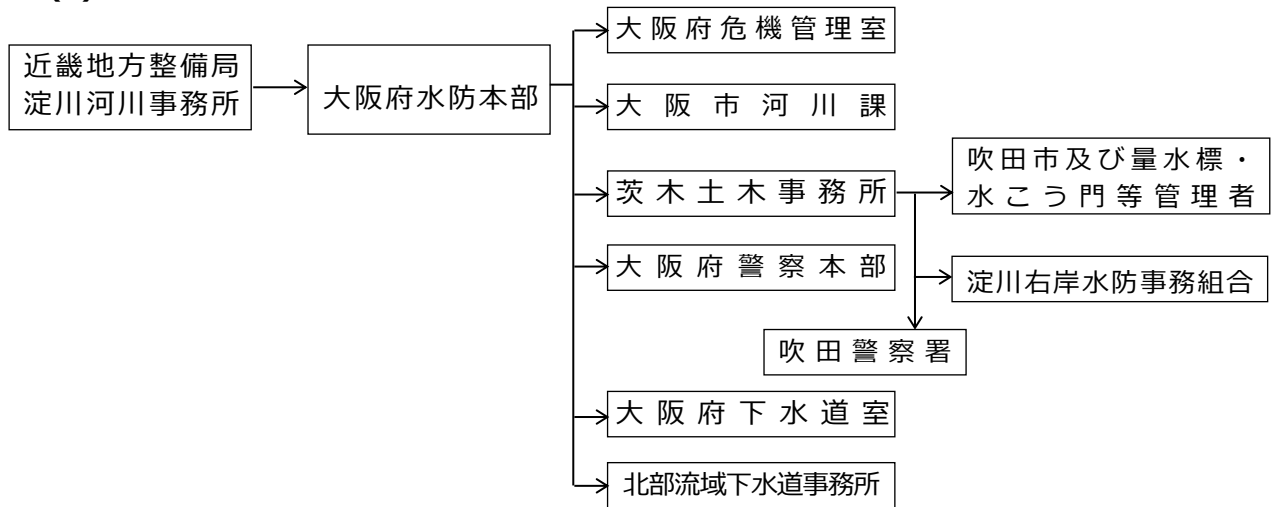 近畿地方整備局
淀川河川事務所
大阪府水防本部
大阪府危機管理室
大阪市河川課
茨木土木事務所
吹田市及び量水標・
水こう門等管理者
大阪府警察本部
淀川右岸水防事務組合
吹田警察署
大阪府下水道室
北部流域下水道事務所